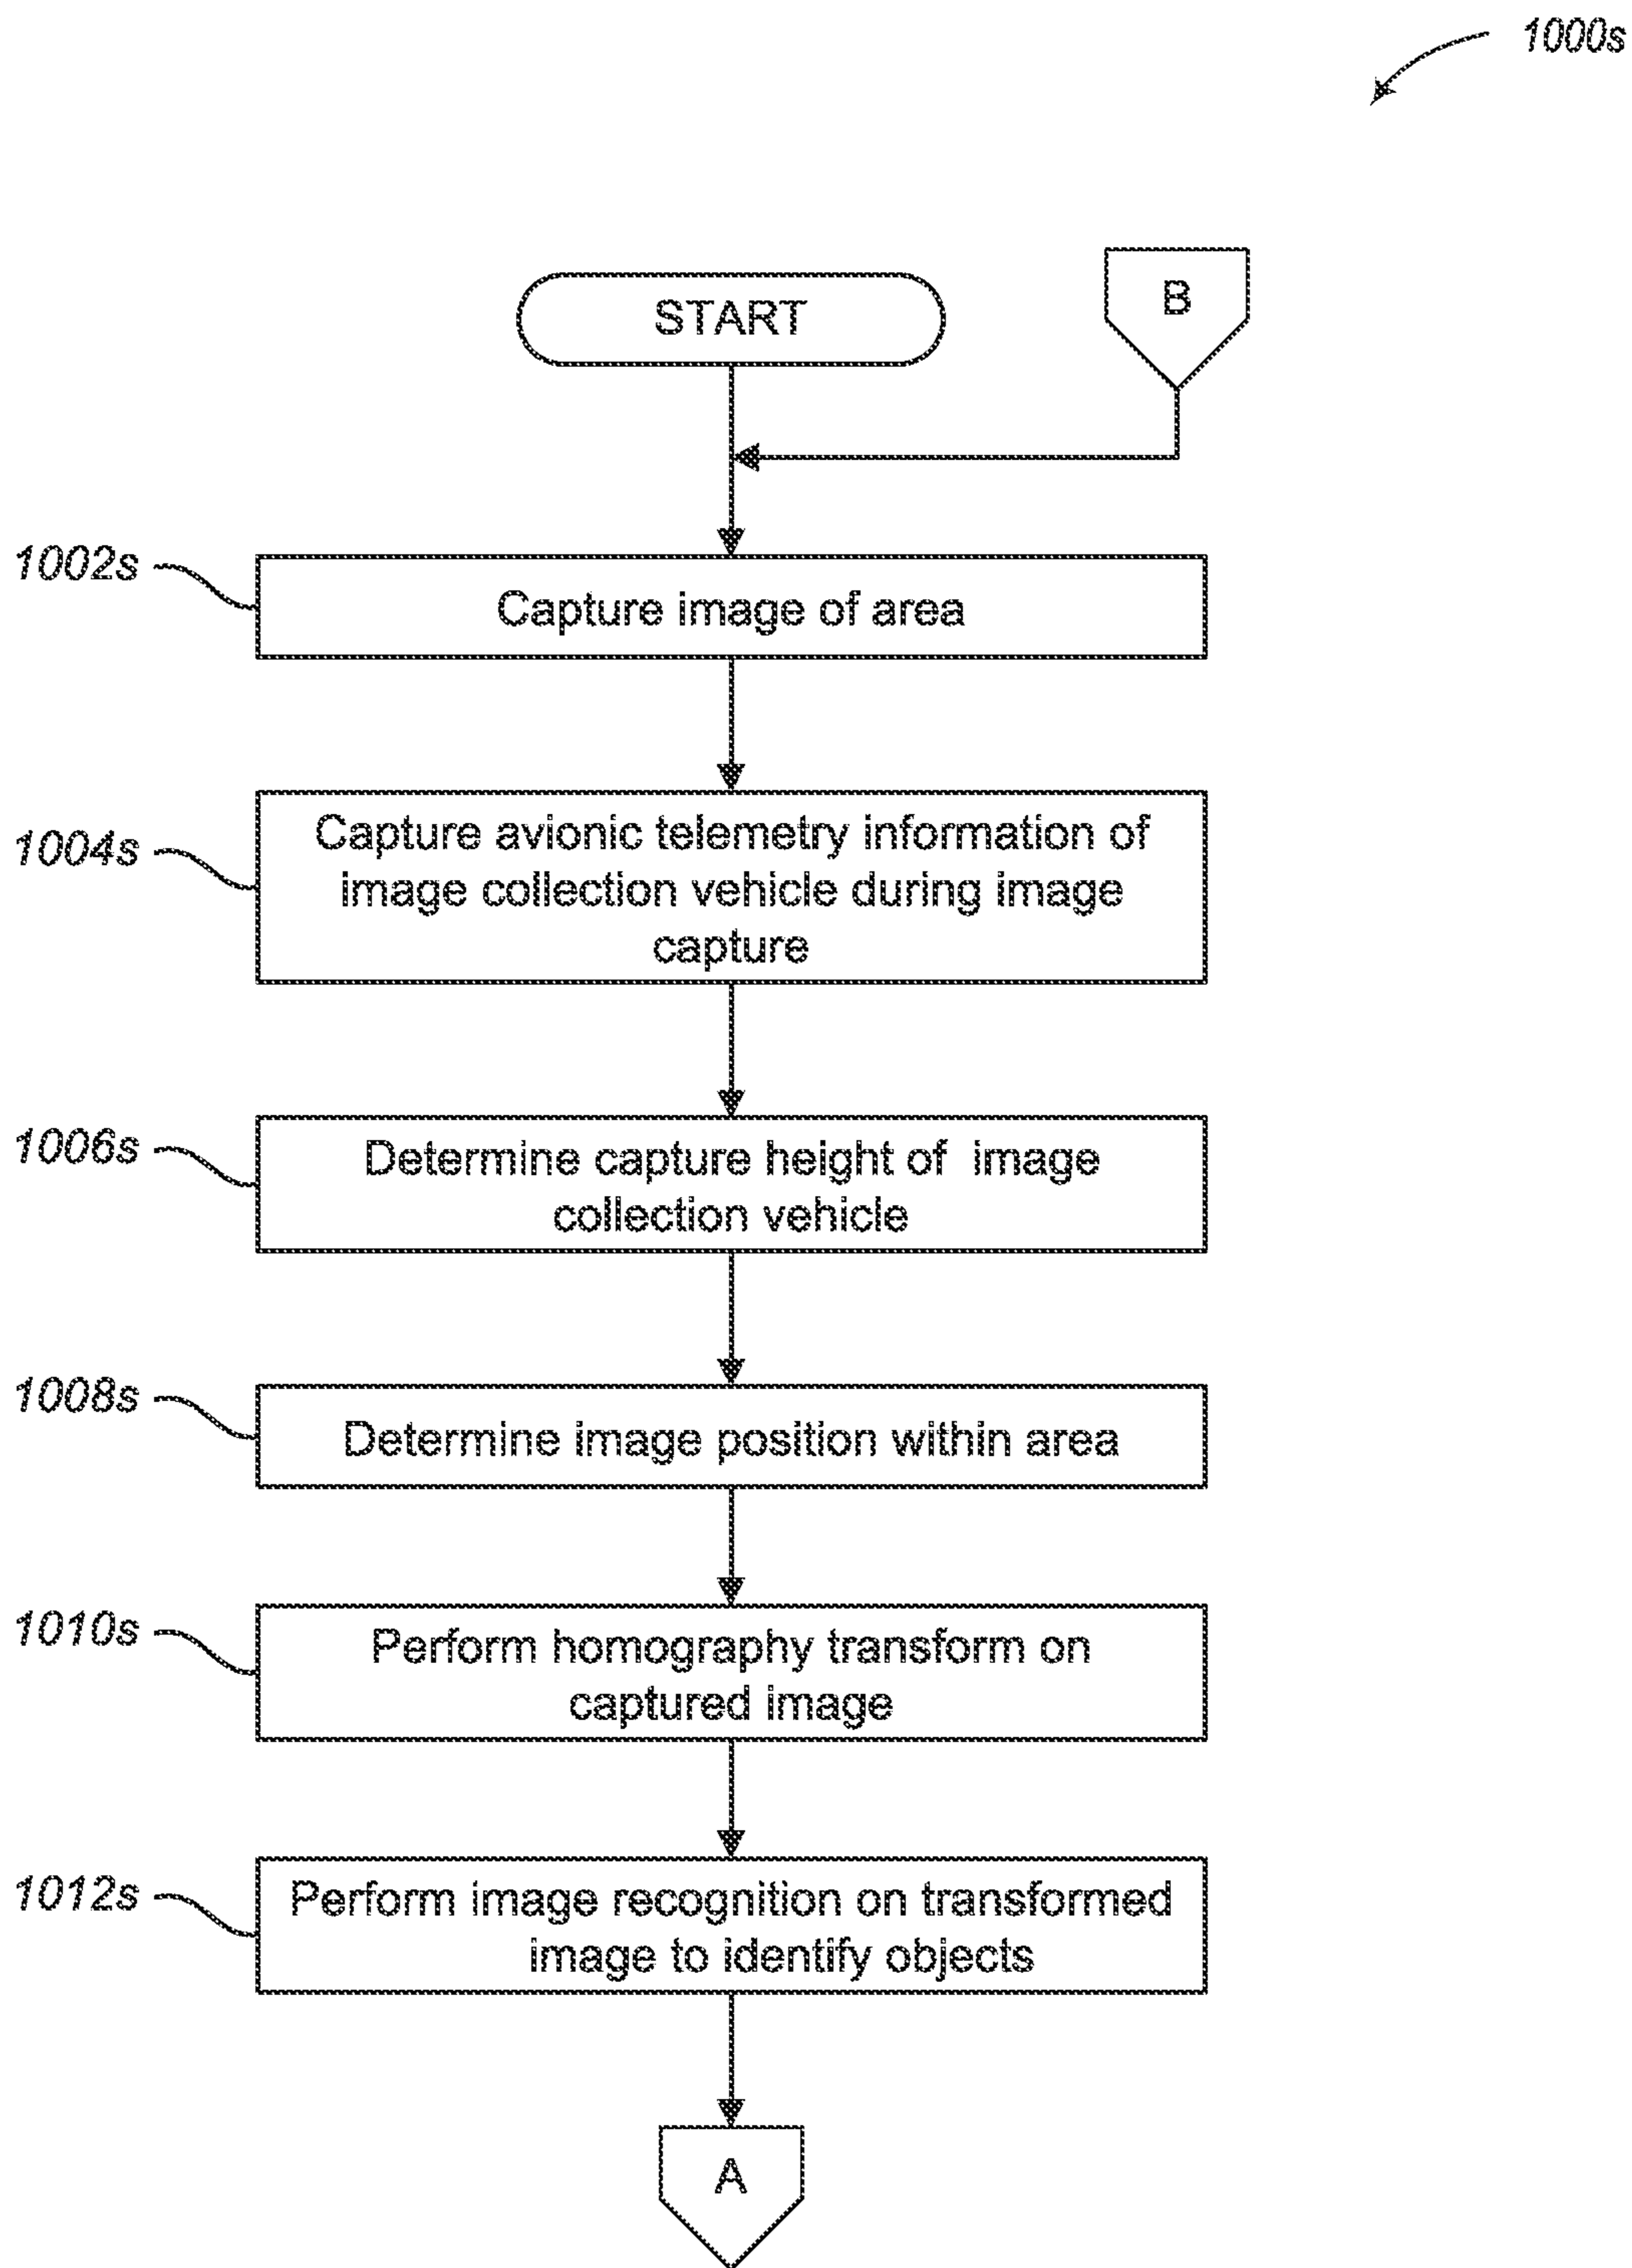 1000s
START
B
1002s
Capture image of area
1004s
Capture avionic telemetry information of
image collection vehicle during image
capture
1006s
Determine capture height of image
collection vehicle
1008s
Determine image position within area
1010s
Perform homography transform on
captured image
1012s
Perform image recognition on transformed
image to identify objects
A